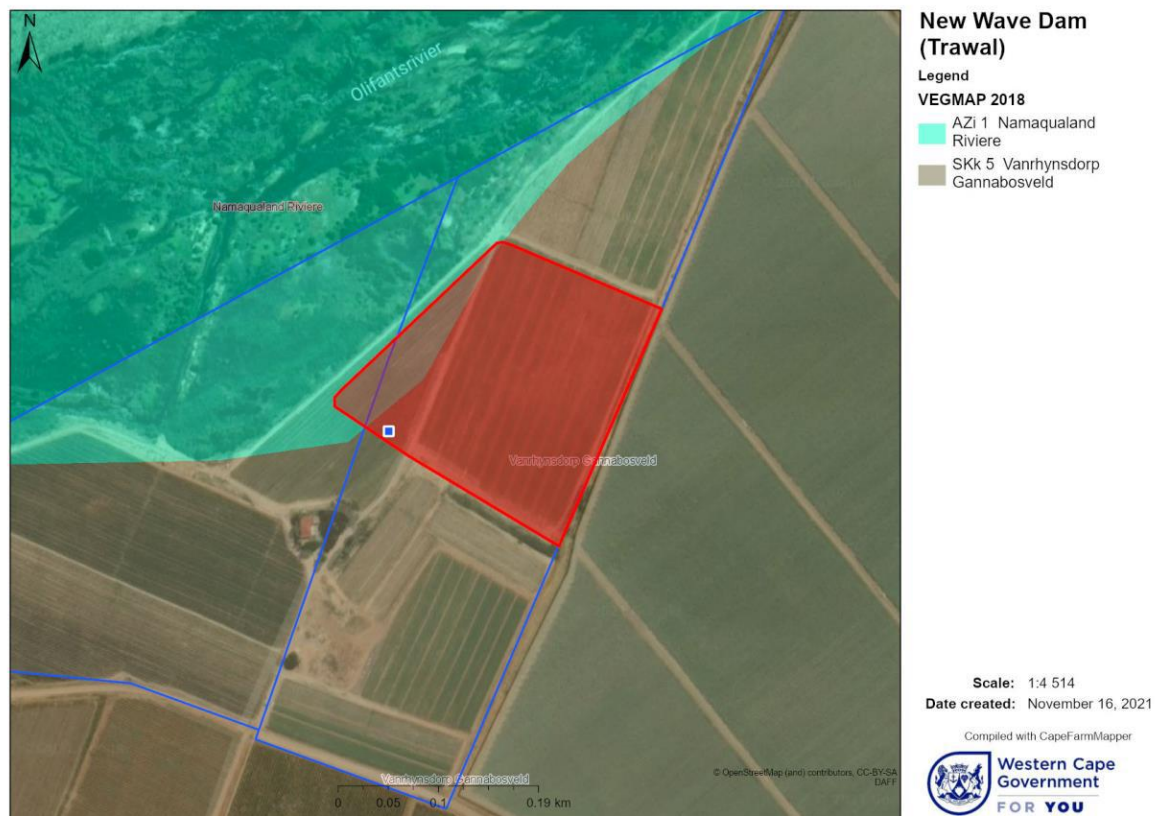 N
Olifantsrivier
Namaqualand Riviere
Vanrhynsdorp Gannabosveld
Vanrhynsdorp Gannabosveld
0 0.05 0.1 0.19 km
© OpenStreetMap (and) contributors, CC-BY-SA
DAFF
New Wave Dam
(Trawal)
Legend
VEGMAP 2018
AZi 1 Namaqualand
Riviere
SKk 5 Vanrhynsdorp
Gannabosveld
Scale: 1:4 514
Date created: November 16, 2021
Compiled with CapeFarmMapper
Western Cape
Government
FOR YOU